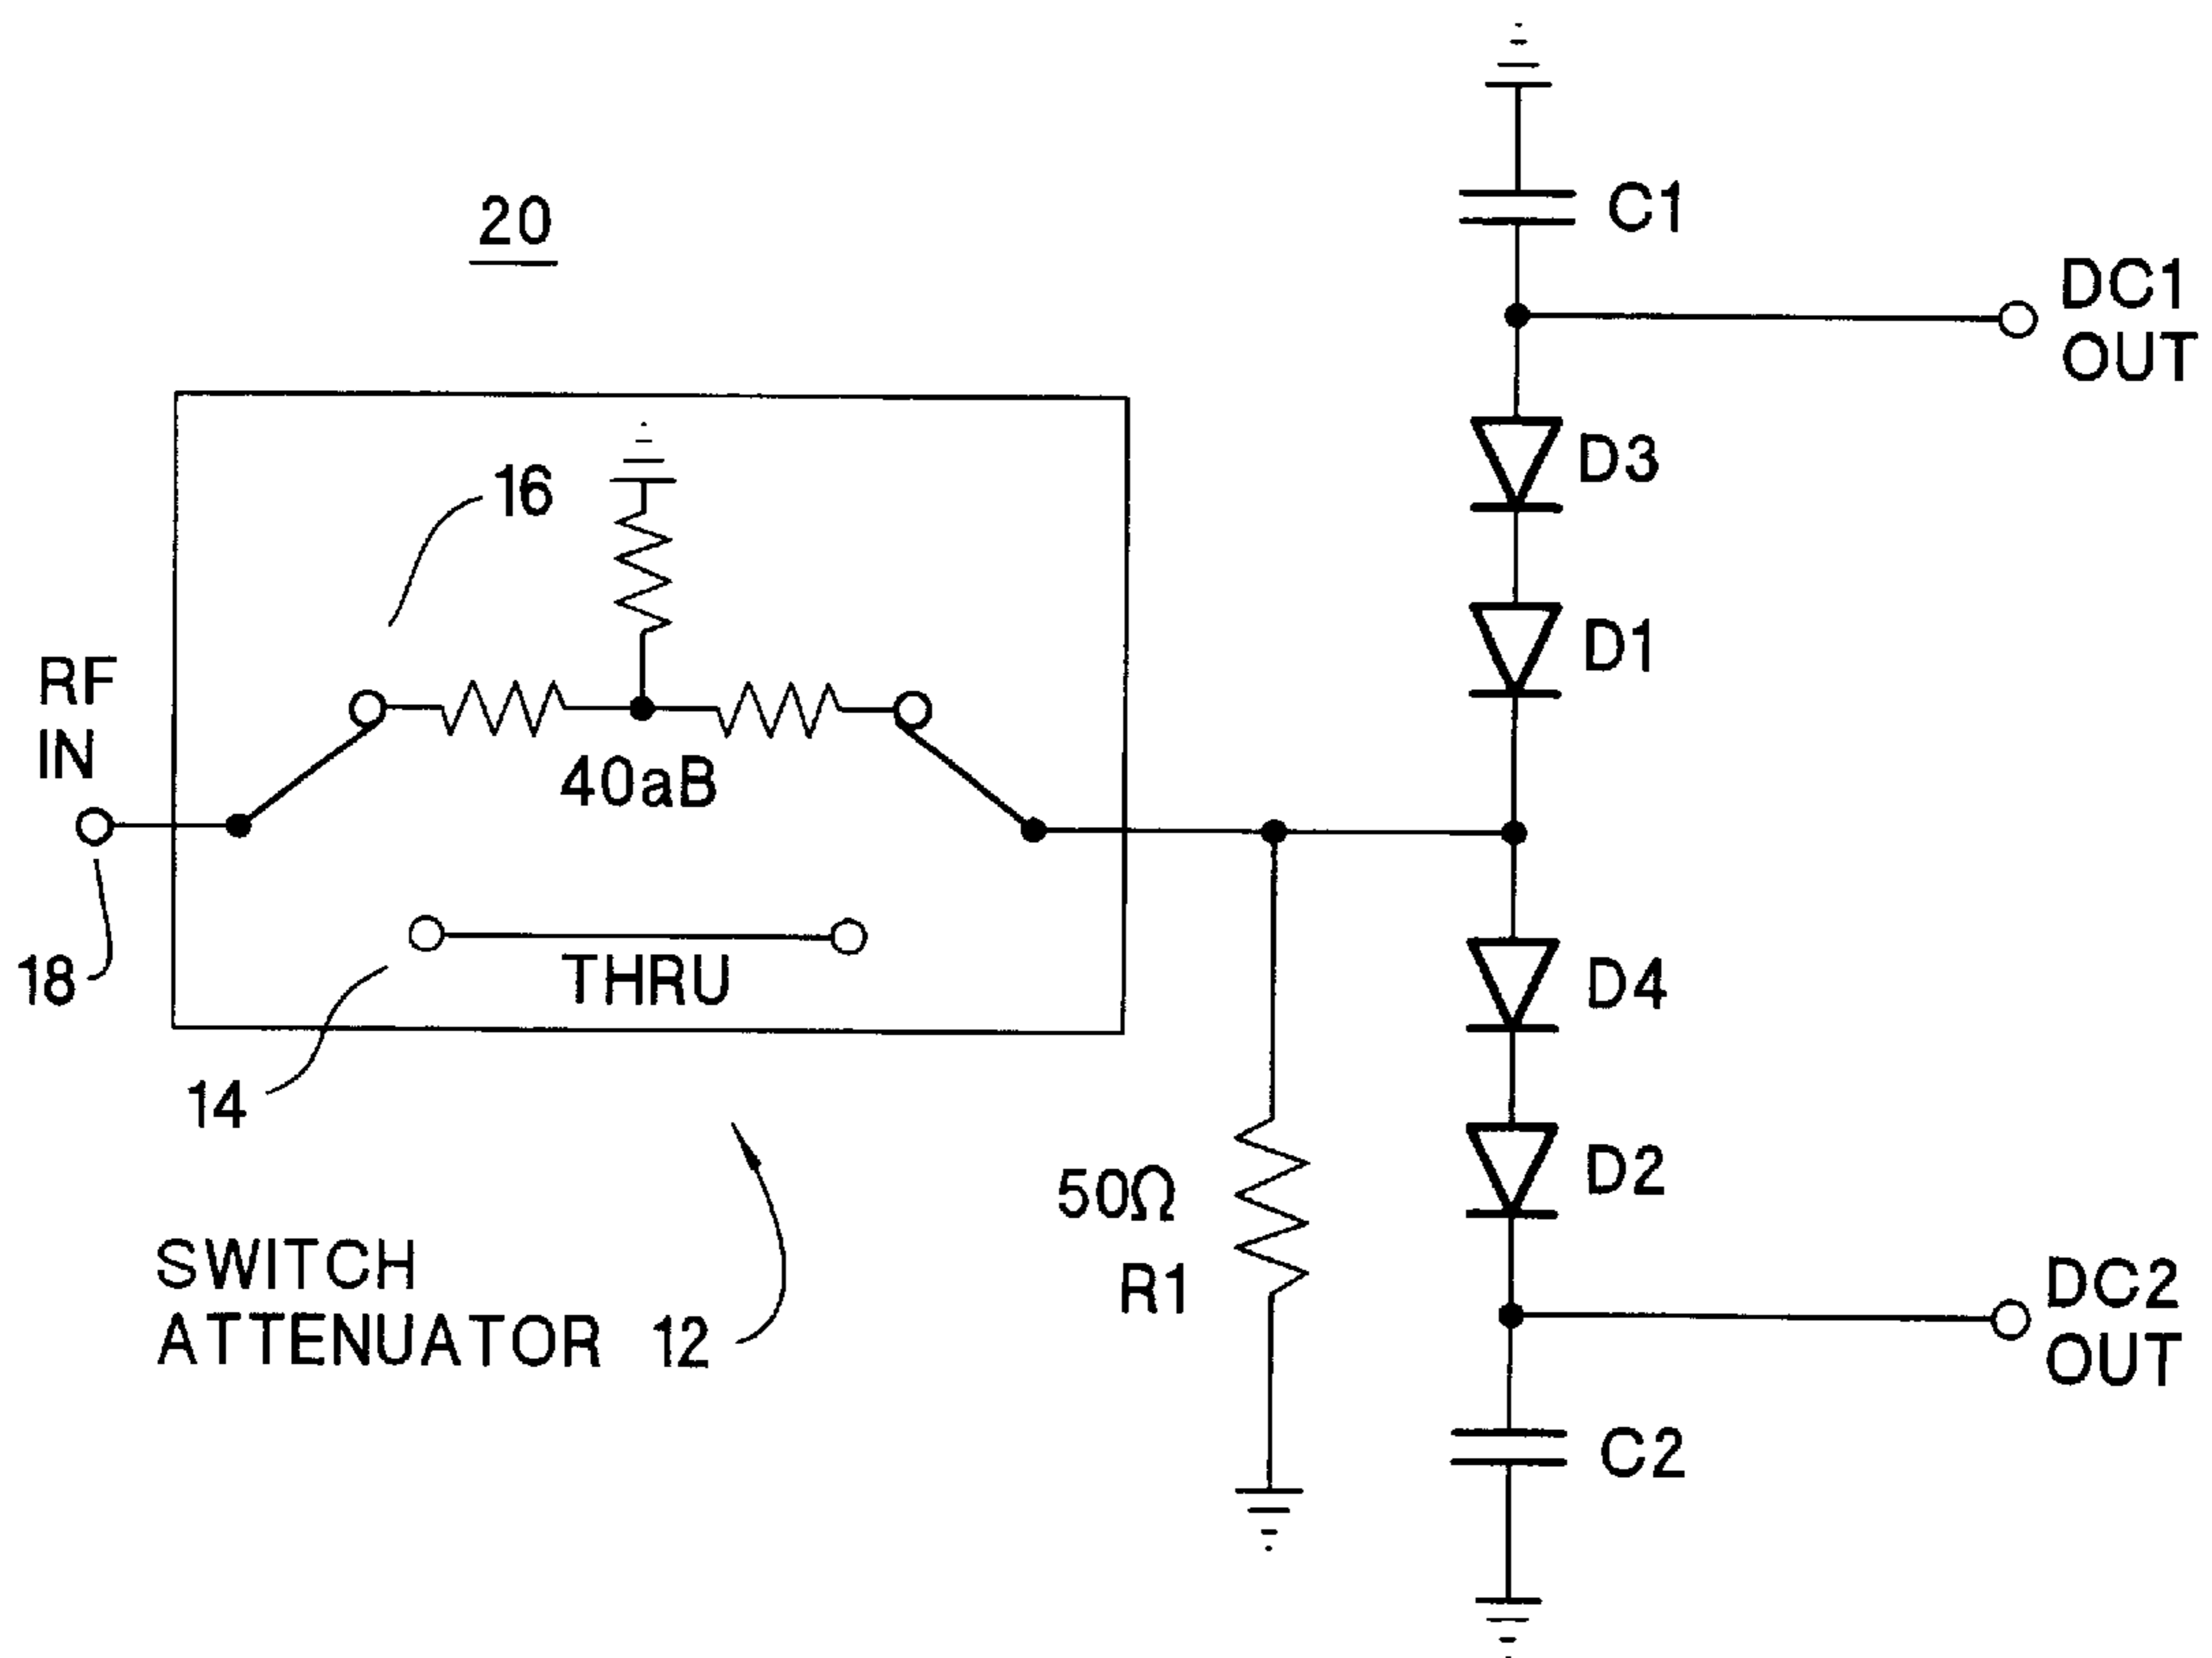 20
C1
DC1
OUT
D3
16
D1
RF
IN
40aB
18
THRU
D4
14
50Ω
R1
D2
SWITCH
ATTENUATOR 12
DC2
OUT
C2